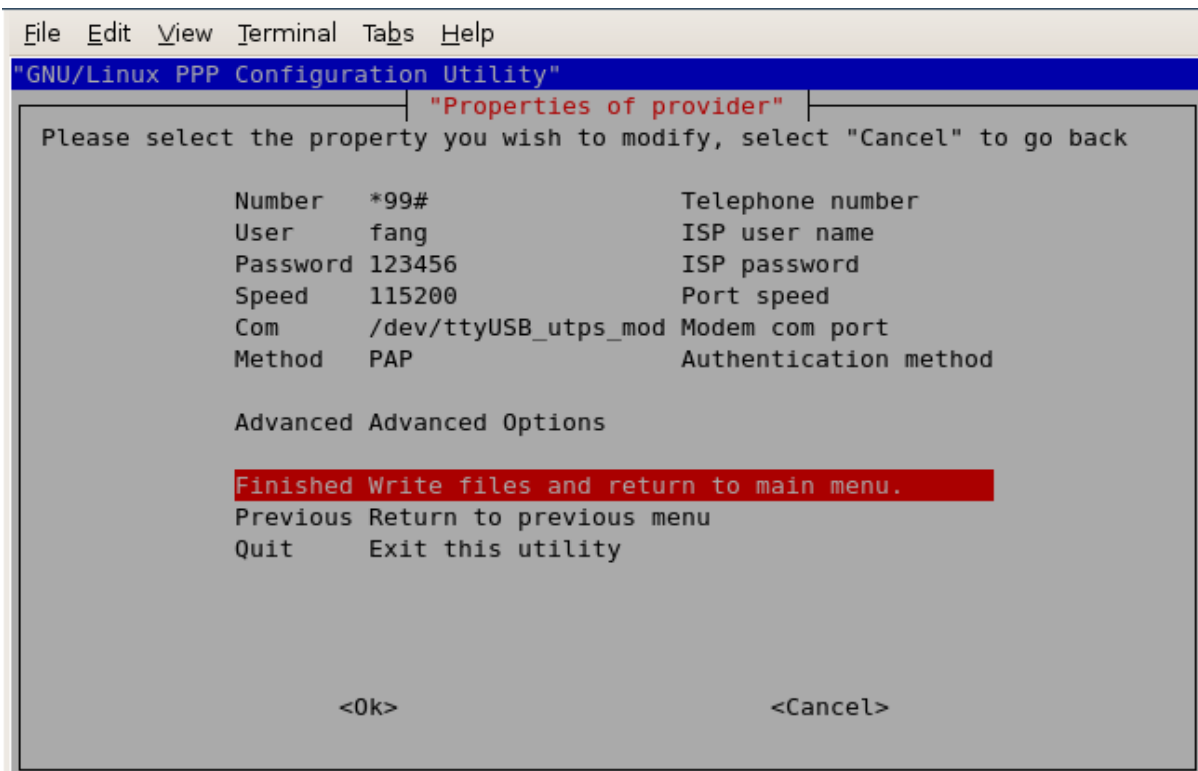 File Edit View Terminal Tabs Help
"GNU/Linux PPP Configuration Utility"
"Properties of provider"
Please select the property you wish to modify, select "Cancel" to go back
Number *99# Telephone number
User fang ISP user name
Password 123456 ISP password
Speed 115200 Port speed
Com /dev/ttyUSB_utps_mod Modem com port
Method PAP Authentication method
Advanced Advanced Options
Finished Write files and return to main menu.
Previous Return to previous menu
Quit Exit this utility
<Ok> <Cancel>